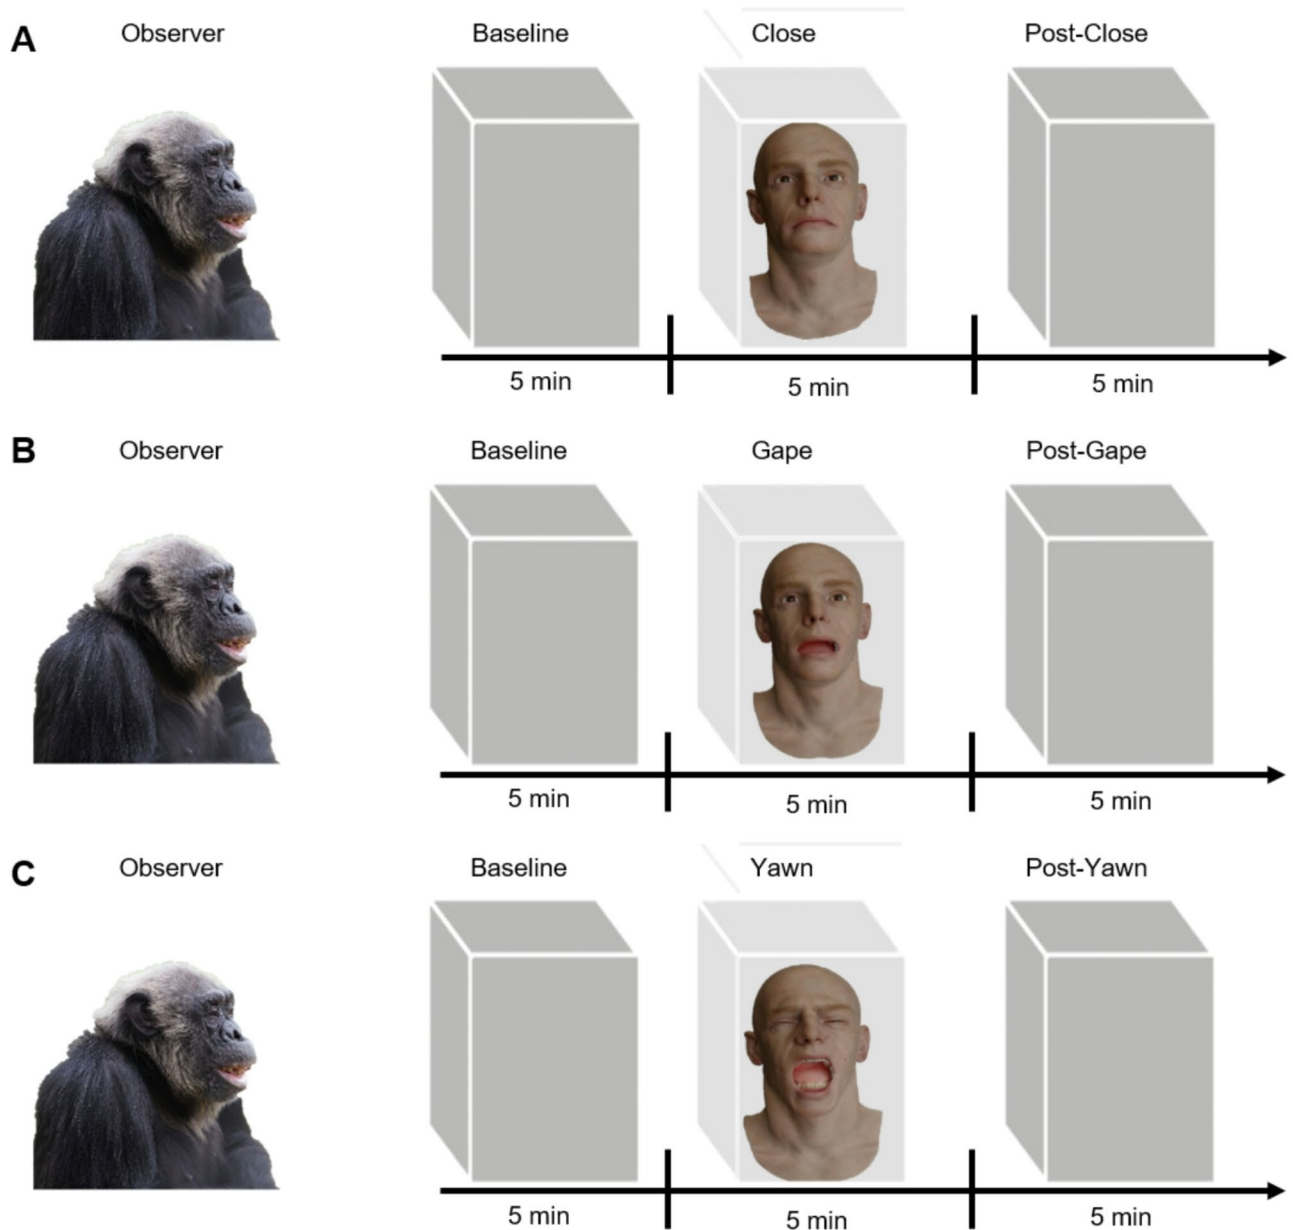 A Observer Baseline Close Post-Close
5 min 5 min 5 min
B Observer Baseline Gape Post-Gape
5 min 5 min 5 min
C Observer Baseline Yawn Post-Yawn
5 min 5 min 5 min